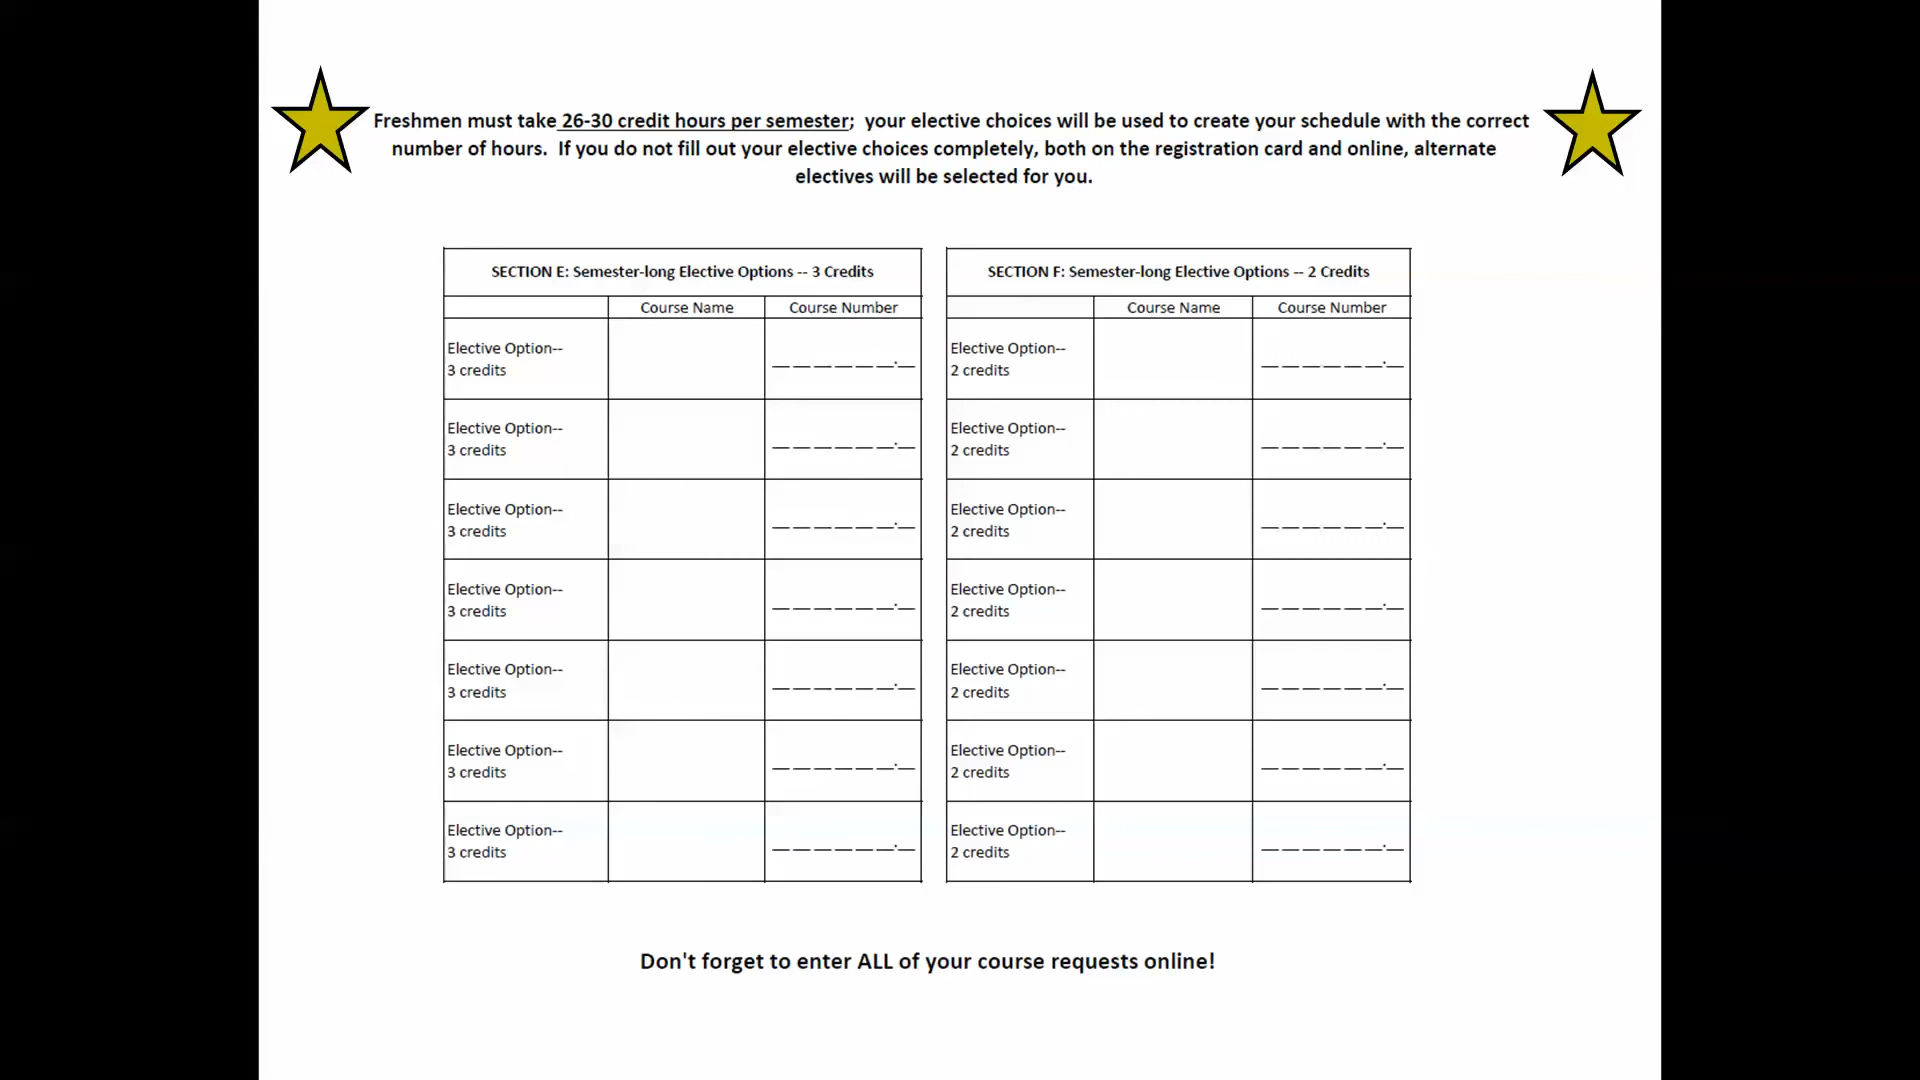 Freshmen must take 26-30 credit hours per semester;  your elective choices will be used to create your schedule with the correct
number of hours.  If you do not fill out your elective choices completely, both on the registration card and online, alternate
electives will be selected for you.
SECTION E: Semester-long Elective Options -- 3 Credits
Course Name Course Number
Elective Option--
3 credits
_ _ _ _ _ _._
Elective Option--
3 credits
_ _ _ _ _ _._
Elective Option--
3 credits
_ _ _ _ _ _._
Elective Option--
3 credits
_ _ _ _ _ _._
Elective Option--
3 credits
_ _ _ _ _ _._
Elective Option--
3 credits
_ _ _ _ _ _._
Elective Option--
3 credits
_ _ _ _ _ _._
SECTION F: Semester-long Elective Options -- 2 Credits
Course Name Course Number
Elective Option--
2 credits
_ _ _ _ _ _._
Elective Option--
2 credits
_ _ _ _ _ _._
Elective Option--
2 credits
_ _ _ _ _ _._
Elective Option--
2 credits
_ _ _ _ _ _._
Elective Option--
2 credits
_ _ _ _ _ _._
Elective Option--
2 credits
_ _ _ _ _ _._
Elective Option--
2 credits
_ _ _ _ _ _._
Don't forget to enter ALL of your course requests online!